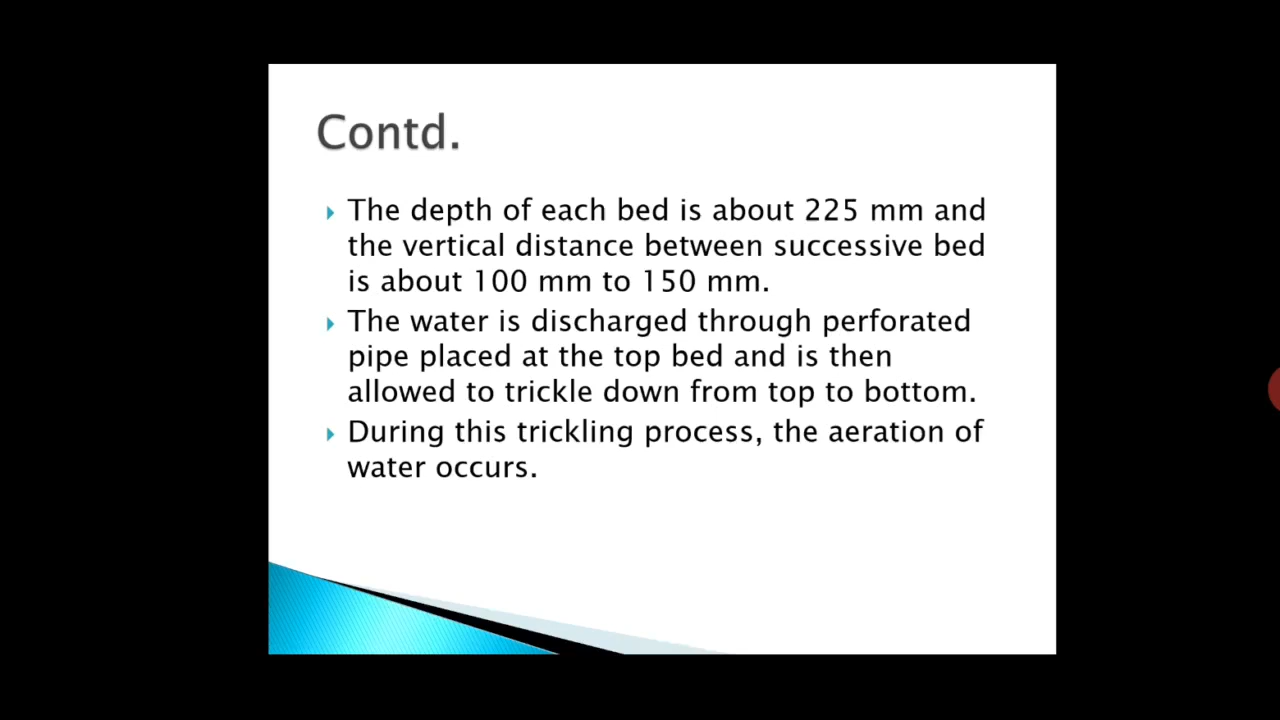 Contd.
The depth of each bed is about 225 mm and
the vertical distance between successive bed
is about 100 mm to 150 mm.
The water is discharged through perforated
pipe placed at the top bed and is then
allowed to trickle down from top to bottom.
During this trickling process, the aeration of
water occurs.